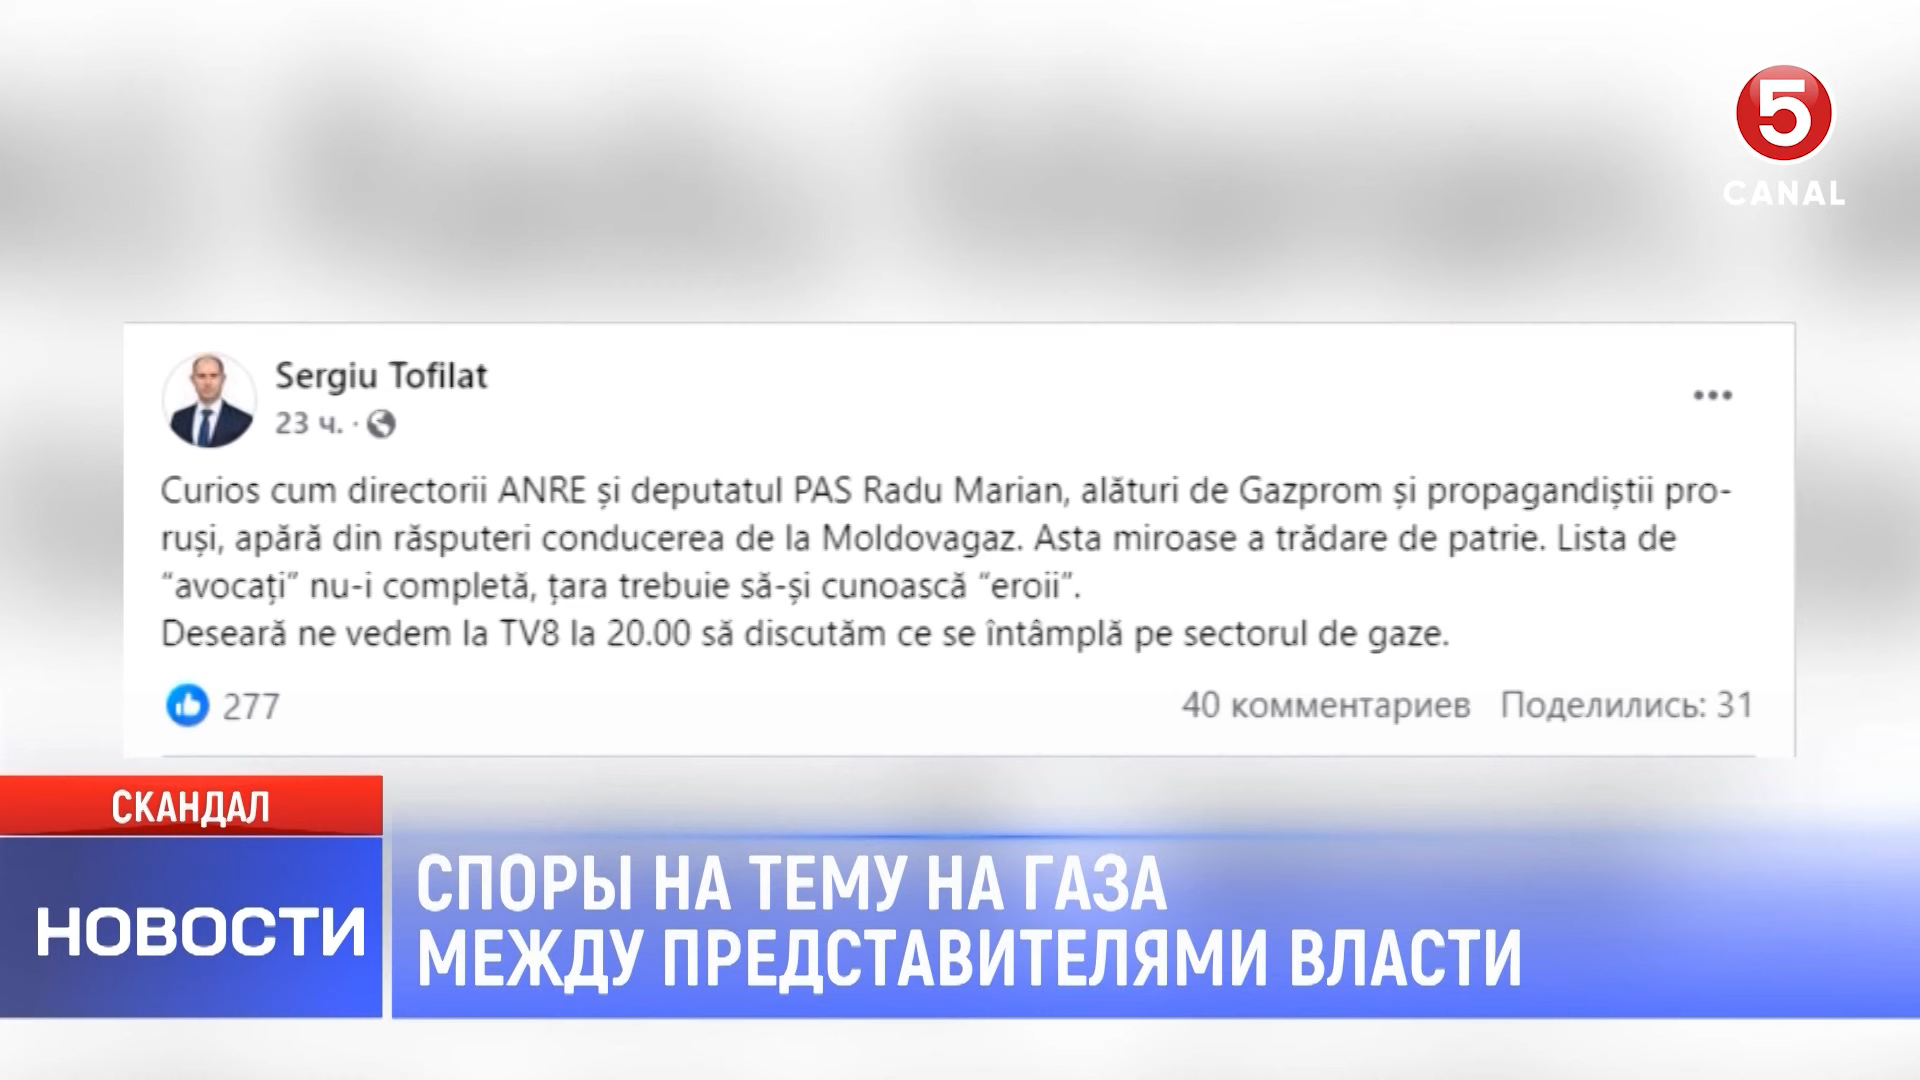 5
CANAL
Sergiu Tofilat
23 ч. ·
Curios cum directorii ANRE și deputatul PAS Radu Marian, alături de Gazprom și propagandiștii pro-
ruși, apără din răsputeri conducerea de la Moldovagaz. Asta miroase a trădare de patrie. Lista de
“avocați” nu-i completă, țara trebuie să-și cunoască “eroii”.
Deseară ne vedem la TV8 la 20.00 să discutăm ce se întâmplă pe sectorul de gaze.
277
40 комментариев Поделились: 31
СКАНДАЛ
НОВОСТИ
СПОРЫ НА ТЕМУ НА ГАЗА
МЕЖДУ ПРЕДСТАВИТЕЛЯМИ ВЛАСТИ